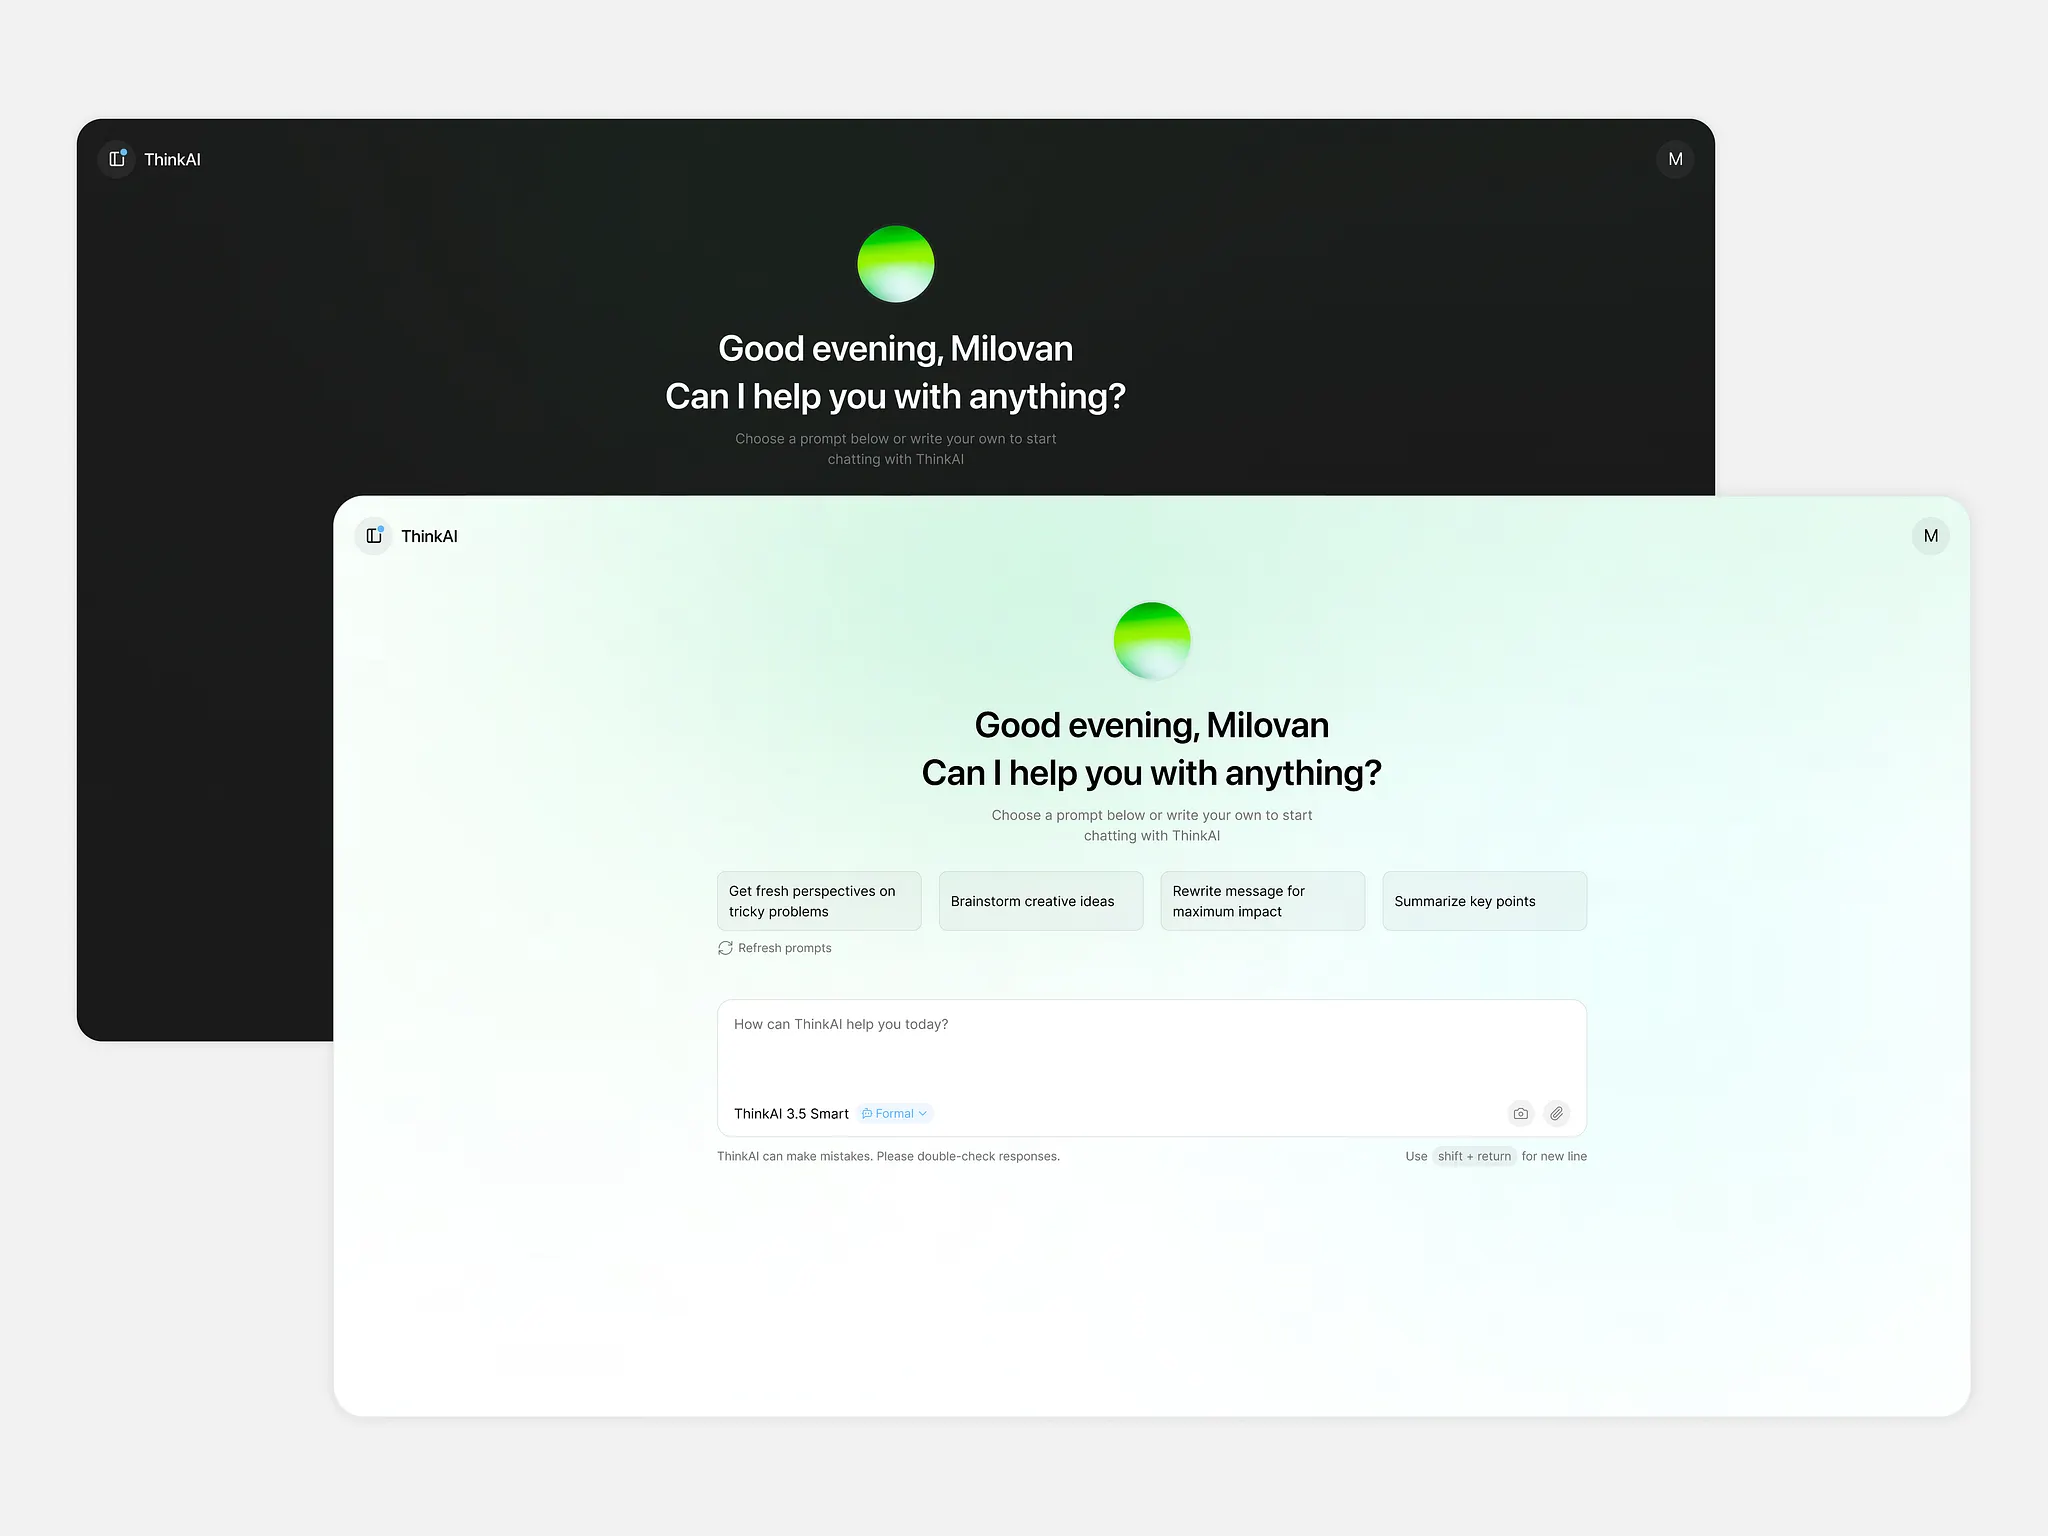 ThinkAI
M
Good evening, Milovan
Can I help you with anything?
Choose a prompt below or write your own to start
chatting with ThinkAI
ThinkAI
M
Good evening, Milovan
Can I help you with anything?
Choose a prompt below or write your own to start
chatting with ThinkAI
Get fresh perspectives on
tricky problems
Brainstorm creative ideas
Rewrite message for
maximum impact
Summarize key points
Refresh prompts
How can ThinkAI help you today?
ThinkAI 3.5 Smart Formal
ThinkAI can make mistakes. Please double-check responses.
Use shift + return for new line